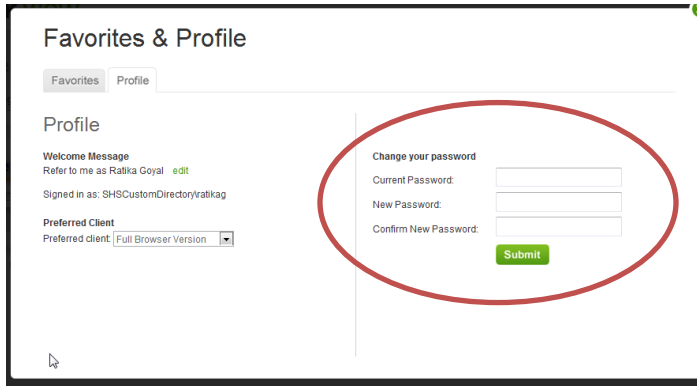 Favorites & Profile
Favorites
Profile
Profile
Welcome Message
Refer to me as Ratika Goyal edit
Signed in as: SHSCustomDirectory\ratikag
Preferred Client
Preferred client: Full Browser Version
Change your password
Current Password:
New Password:
Confirm New Password:
Submit